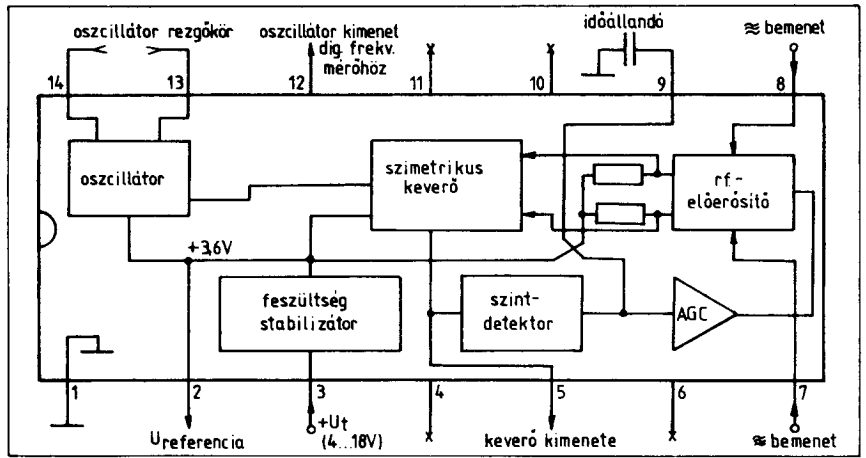 oszcillátor rezgőkör
oszcillátor kimenet
dig. frekv.
mérőhöz
időállandó
≈ bemenet
14
13
12
11
10
9
8
oszcillátor
szimetrikus
keverő
rf.-
előerősítő
+3,6V
feszültség
stabilizátor
szint-
detektor
AGC
1
2
3
4
5
6
7
Ureferencia
+Ut
(4...18V)
keverő kimenete
≈ bemenet